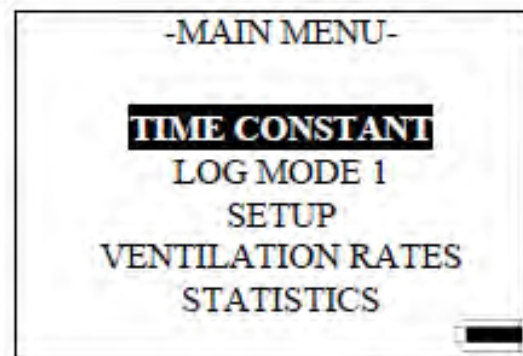 -MAIN MENU-
TIME CONSTANT
LOG MODE 1
SETUP
VENTILATION RATES
STATISTICS